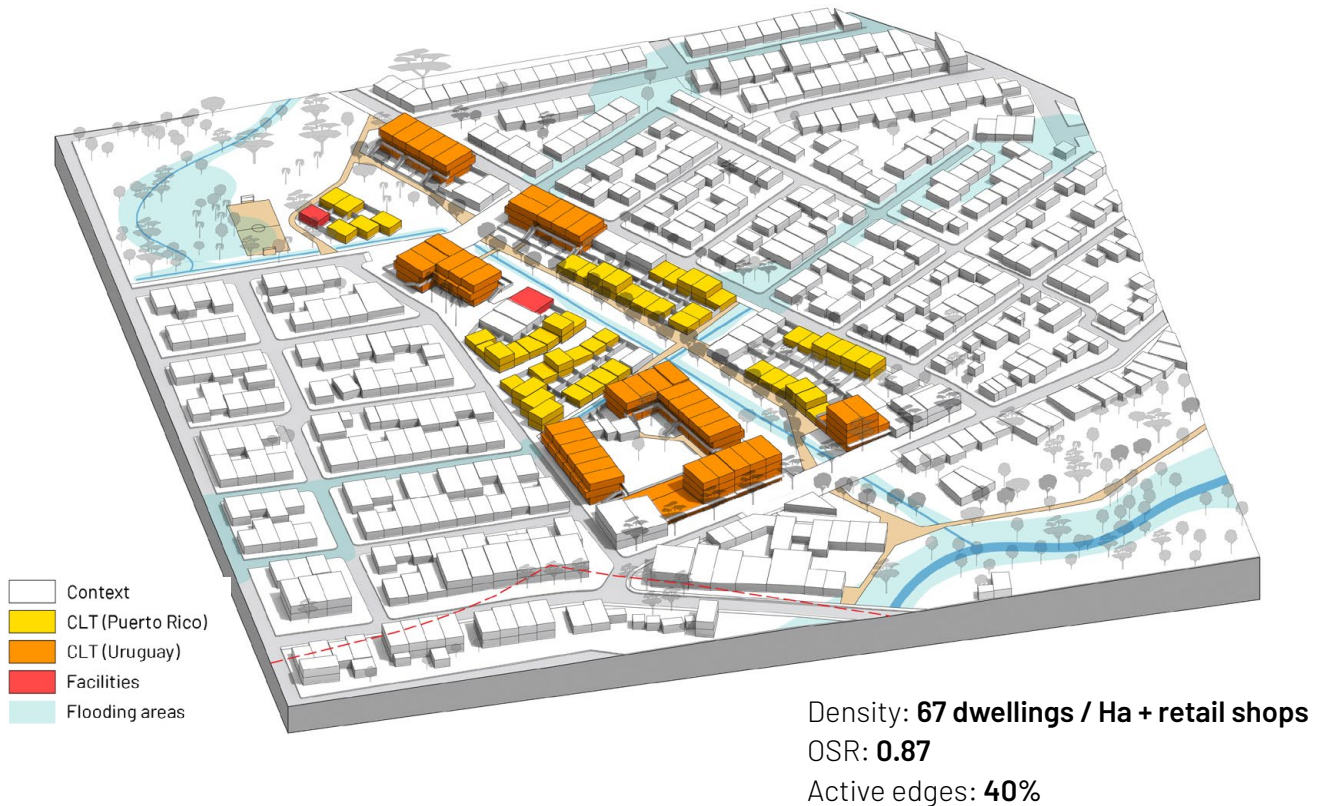 Context
CLT (Puerto Rico)
CLT (Uruguay)
Facilities
Flooding areas
Density: 67 dwellings / Ha + retail shops
OSR: 0.87
Active edges: 40%